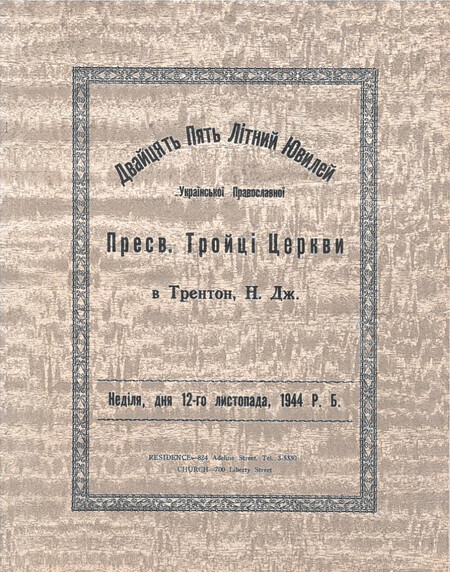 Двайцять Пять Літний Ювилей
Української Православної
Пресв. Тройці Церкви
в Трентон, Н. Дж.
Неділя, дня 12-го листопада, 1944 Р. Б.
RESIDENCE—824 Adeline Street, Tel. 3-5330
CHURCH—700 Liberty Street